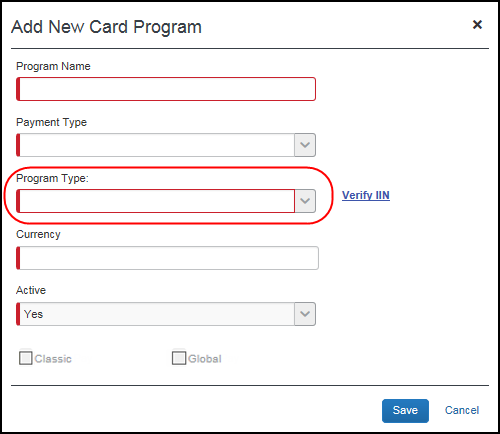 Add New Card Program
Program Name
Payment Type
Program Type:
Verify IIN
Currency
Active
Yes
Classic Global
Save Cancel